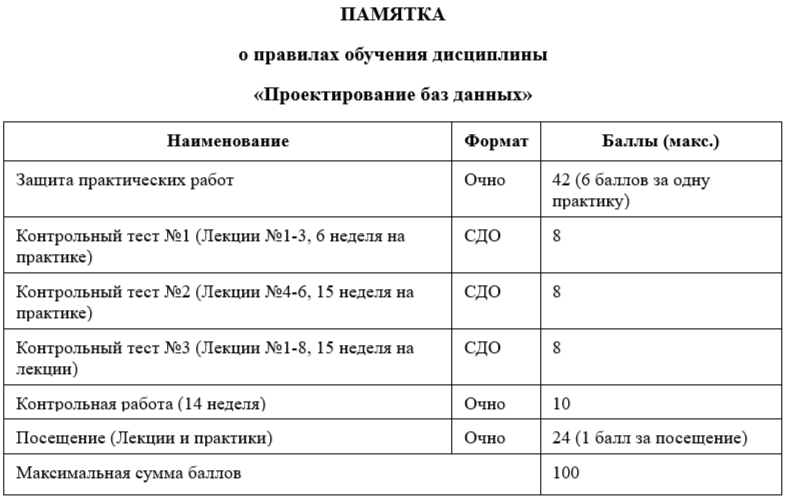 ПАМЯТКА
о правилах обучения дисциплины
«Проектирование баз данных»
Наименование Формат Баллы (макс.)
Защита практических работ Очно 42 (6 баллов за одну
практику)
Контрольный тест №1 (Лекции №1-3, 6 неделя на СДО 8
практике)
Контрольный тест №2 (Лекции №4-6, 15 неделя на СДО 8
практике)
Контрольный тест №3 (Лекции №1-8, 15 неделя на СДО 8
лекции)
Контрольная работа (14 неделя) Очно 10
Посещение (Лекции и практики) Очно 24 (1 балл за посещение)
Максимальная сумма баллов 100